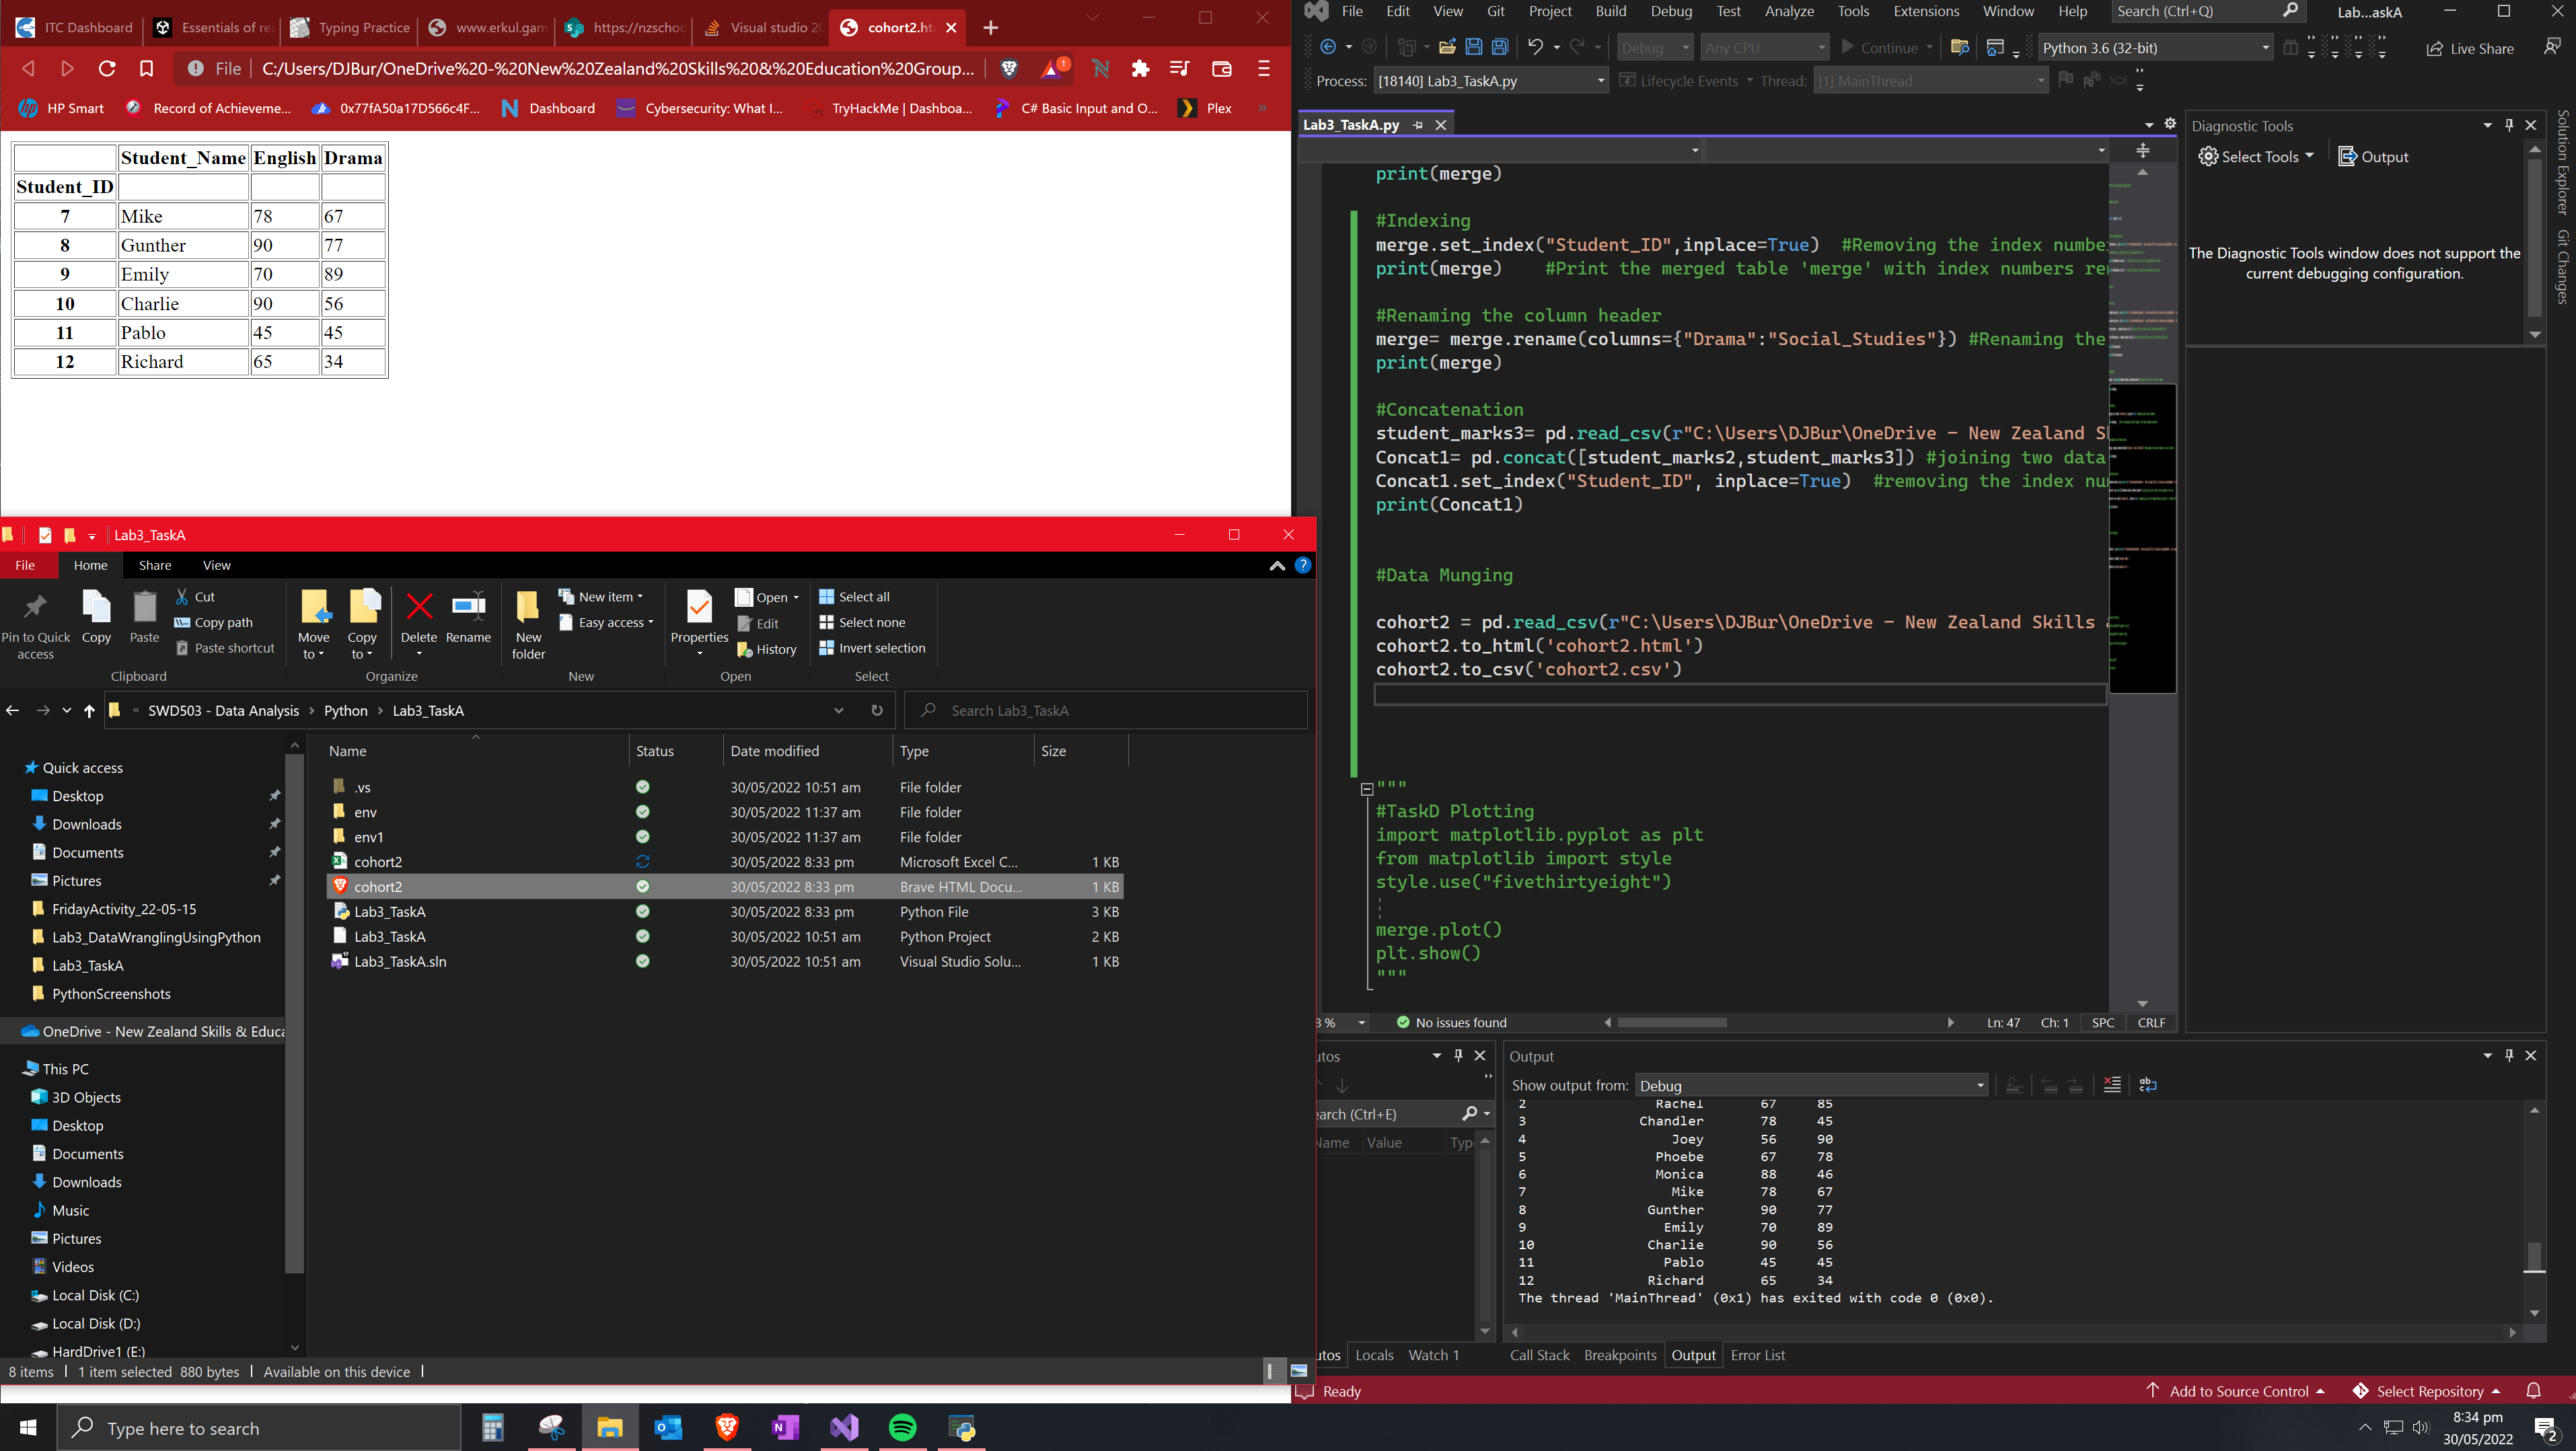 ITC Dashboard
Essentials of re
Typing Practice
www.erkul.gam
https://nzschoo
Visual studio 20
cohort2.ht
File
C:/Users/DJBur/OneDrive%20-%20New%20Zealand%20Skills%20&%20Education%20Group...
1
HP Smart
Record of Achieveme...
0x77fA50a17D566c4F...
Dashboard
Cybersecurity: What I...
TryHackMe | Dashboa...
C# Basic Input and O...
Plex
Student_Name English Drama
Student_ID
7 Mike 78 67
8 Gunther 90 77
9 Emily 70 89
10 Charlie 90 56
11 Pablo 45 45
12 Richard 65 34
Lab3_TaskA
File Home Share View
Pin to Quick access
Copy
Paste
Cut
Copy path
Paste shortcut
Clipboard
Move to
Copy to
Delete
Rename
Organize
New folder
New item
Easy access
New
Properties
Open
Edit
History
Open
Select all
Select none
Invert selection
Select
SWD503 - Data Analysis > Python > Lab3_TaskA
Search Lab3_TaskA
Name Status Date modified Type Size
.vs 30/05/2022 10:51 am File folder
env 30/05/2022 11:37 am File folder
env1 30/05/2022 11:37 am File folder
cohort2 30/05/2022 8:33 pm Microsoft Excel C... 1 KB
cohort2 30/05/2022 8:33 pm Brave HTML Docu... 1 KB
Lab3_TaskA 30/05/2022 8:33 pm Python File 3 KB
Lab3_TaskA 30/05/2022 10:51 am Python Project 2 KB
Lab3_TaskA.sln 30/05/2022 10:51 am Visual Studio Solu... 1 KB
Quick access
Desktop
Downloads
Documents
Pictures
FridayActivity_22-05-15
Lab3_DataWranglingUsingPython
Lab3_TaskA
PythonScreenshots
OneDrive - New Zealand Skills & Educa
This PC
3D Objects
Desktop
Documents
Downloads
Music
Pictures
Videos
Local Disk (C:)
Local Disk (D:)
HardDrive1 (E:)
8 items 1 item selected 880 bytes Available on this device
File Edit View Git Project Build Debug Test Analyze Tools Extensions Window Help Search (Ctrl+Q) Lab...askA
Debug Any CPU Continue Python 3.6 (32-bit) Live Share
Process: [18140] Lab3_TaskA.py Lifecycle Events Thread: [1] MainThread
Lab3_TaskA.py
print(merge)
#Indexing
merge.set_index("Student_ID",inplace=True)  #Removing the index numbe
print(merge)    #Print the merged table 'merge' with index numbers re
#Renaming the column header
merge= merge.rename(columns={"Drama":"Social_Studies"}) #Renaming the
print(merge)
#Concatenation
student_marks3= pd.read_csv(r"C:\Users\DJBur\OneDrive - New Zealand S
Concat1= pd.concat([student_marks2,student_marks3]) #joining two data
Concat1.set_index("Student_ID", inplace=True)  #removing the index nu
print(Concat1)
#Data Munging
cohort2 = pd.read_csv(r"C:\Users\DJBur\OneDrive - New Zealand Skills
cohort2.to_html('cohort2.html')
cohort2.to_csv('cohort2.csv')
"""
#TaskD Plotting
import matplotlib.pyplot as plt
from matplotlib import style
style.use("fivethirtyeight")
merge.plot()
plt.show()
"""
% No issues found Ln: 47 Ch: 1 SPC CRLF
Diagnostic Tools
Select Tools Output
The Diagnostic Tools window does not support the
current debugging configuration.
Solution Explorer
Git Changes
utos
earch (Ctrl+E)
Name Value Typ
utos Locals Watch 1
Output
Show output from: Debug
2 Rachel 67 85
3 Chandler 78 45
4 Joey 56 90
5 Phoebe 67 78
6 Monica 88 46
7 Mike 78 67
8 Gunther 90 77
9 Emily 70 89
10 Charlie 90 56
11 Pablo 45 45
12 Richard 65 34
The thread 'MainThread' (0x1) has exited with code 0 (0x0).
Call Stack Breakpoints Output Error List
Ready Add to Source Control Select Repository
Type here to search
8:34 pm
30/05/2022
2